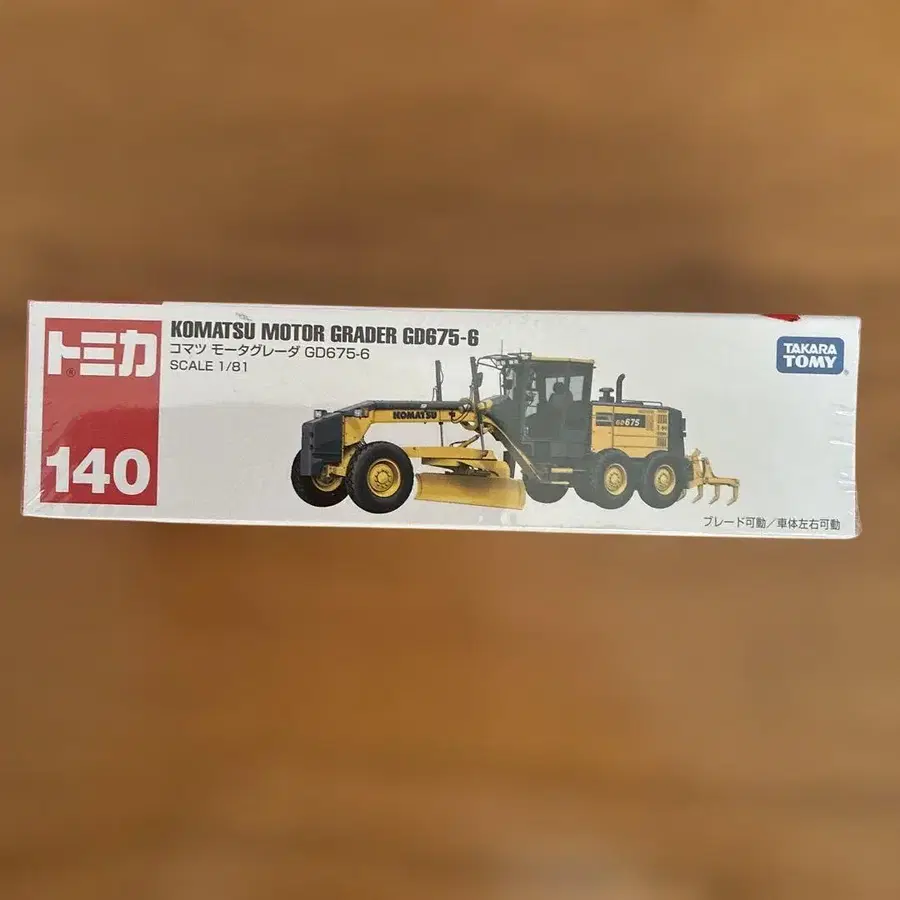 トミカ®
140
KOMATSU MOTOR GRADER GD675-6
コマツ モータグレーダ GD675-6
SCALE 1/81
KOMATSU
GD675
TAKARA
TOMY®
ブレード可動/車体左右可動